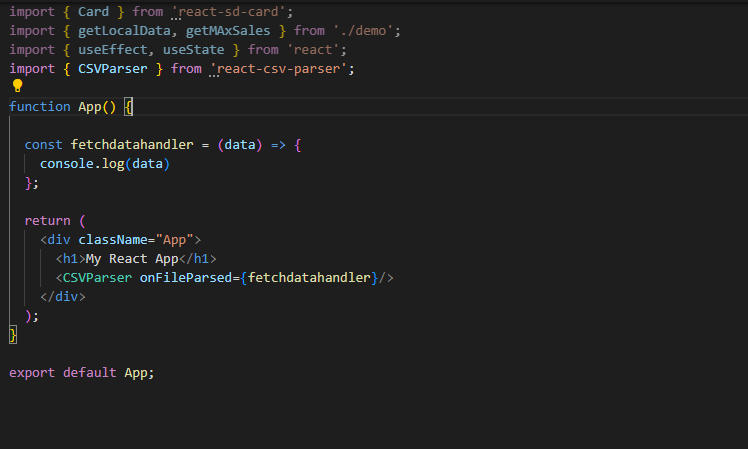 import { Card } from 'react-sd-card';
import { getLocalData, getMAxSales } from './demo';
import { useEffect, useState } from 'react';
import { CSVParser } from 'react-csv-parser';
function App() {
const fetchdatahandler = (data) => {
console.log(data)
};
return (
<div className="App">
<h1>My React App</h1>
<CSVParser onFileParsed={fetchdatahandler}/>
</div>
);
}
export default App;